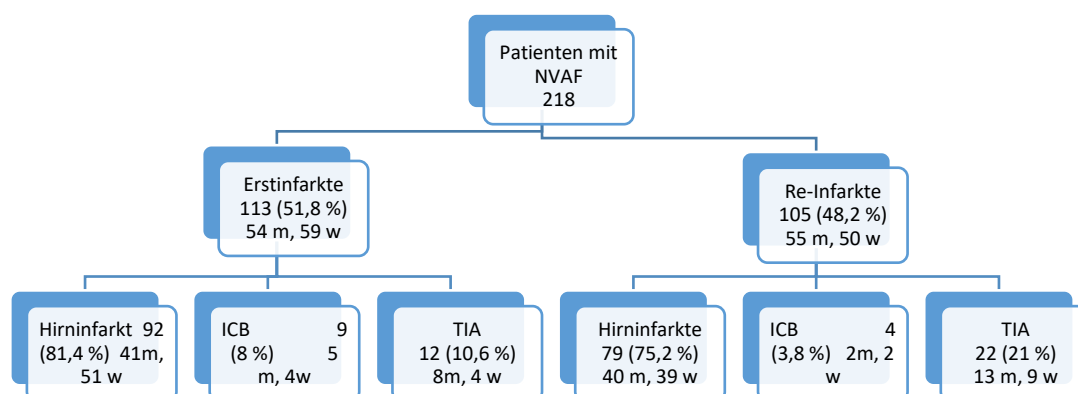 Patienten mit
NVAF
218
Erstinfarkte
113 (51,8 %)
54 m, 59 w
Re-Infarkte
105 (48,2 %)
55 m, 50 w
Hirninfarkt 92
(81,4 %) 41m,
51 w
ICB 9
(8 %) 5
m, 4w
TIA
12 (10,6 %)
8m, 4 w
Hirninfarkte
79 (75,2 %)
40 m, 39 w
ICB 4
(3,8 %) 2m, 2
w
TIA
22 (21 %)
13 m, 9 w